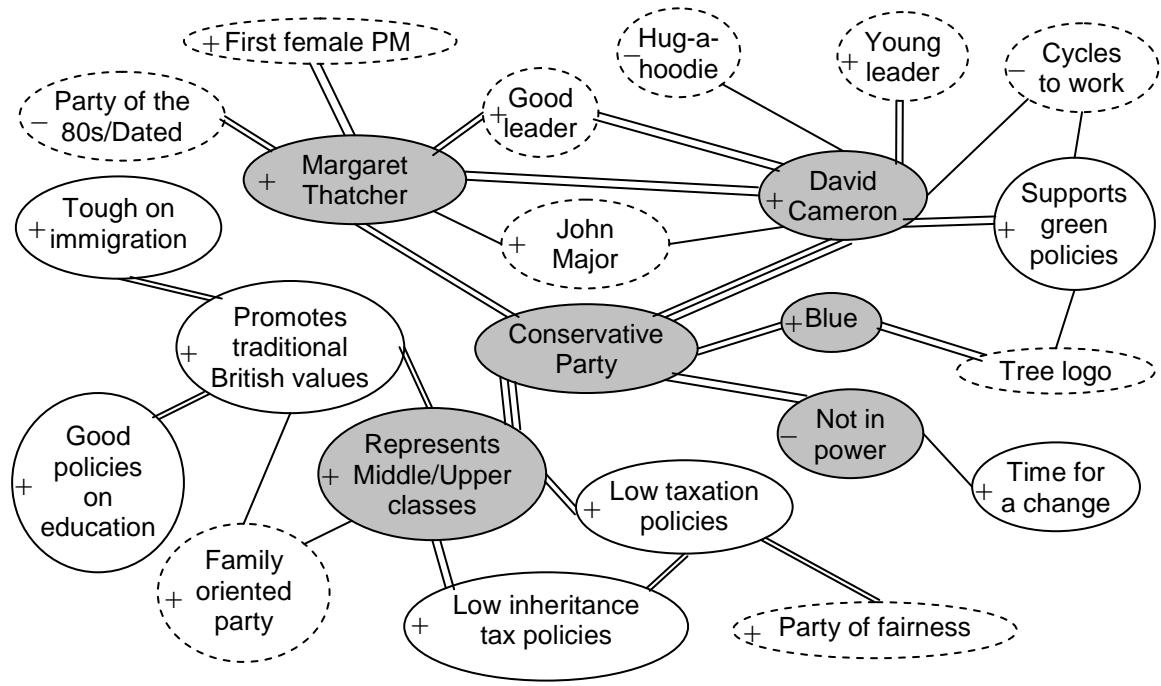 + First female PM
Hug-a-
− hoodie
Young
+ leader
Cycles
− to work
Party of the
− 80s/Dated
Good
+ leader
Margaret
+ Thatcher
David
+ Cameron
Supports
green
+ policies
Tough on
+ immigration
John
+ Major
Promotes
traditional
+ British values
Conservative
Party
+ Blue
Tree logo
Good
policies
on
+ education
Represents
+ Middle/Upper
classes
Not in
− power
Low taxation
+ policies
Time for
+ a change
Family
+ oriented
party
Low inheritance
+ tax policies
+ Party of fairness